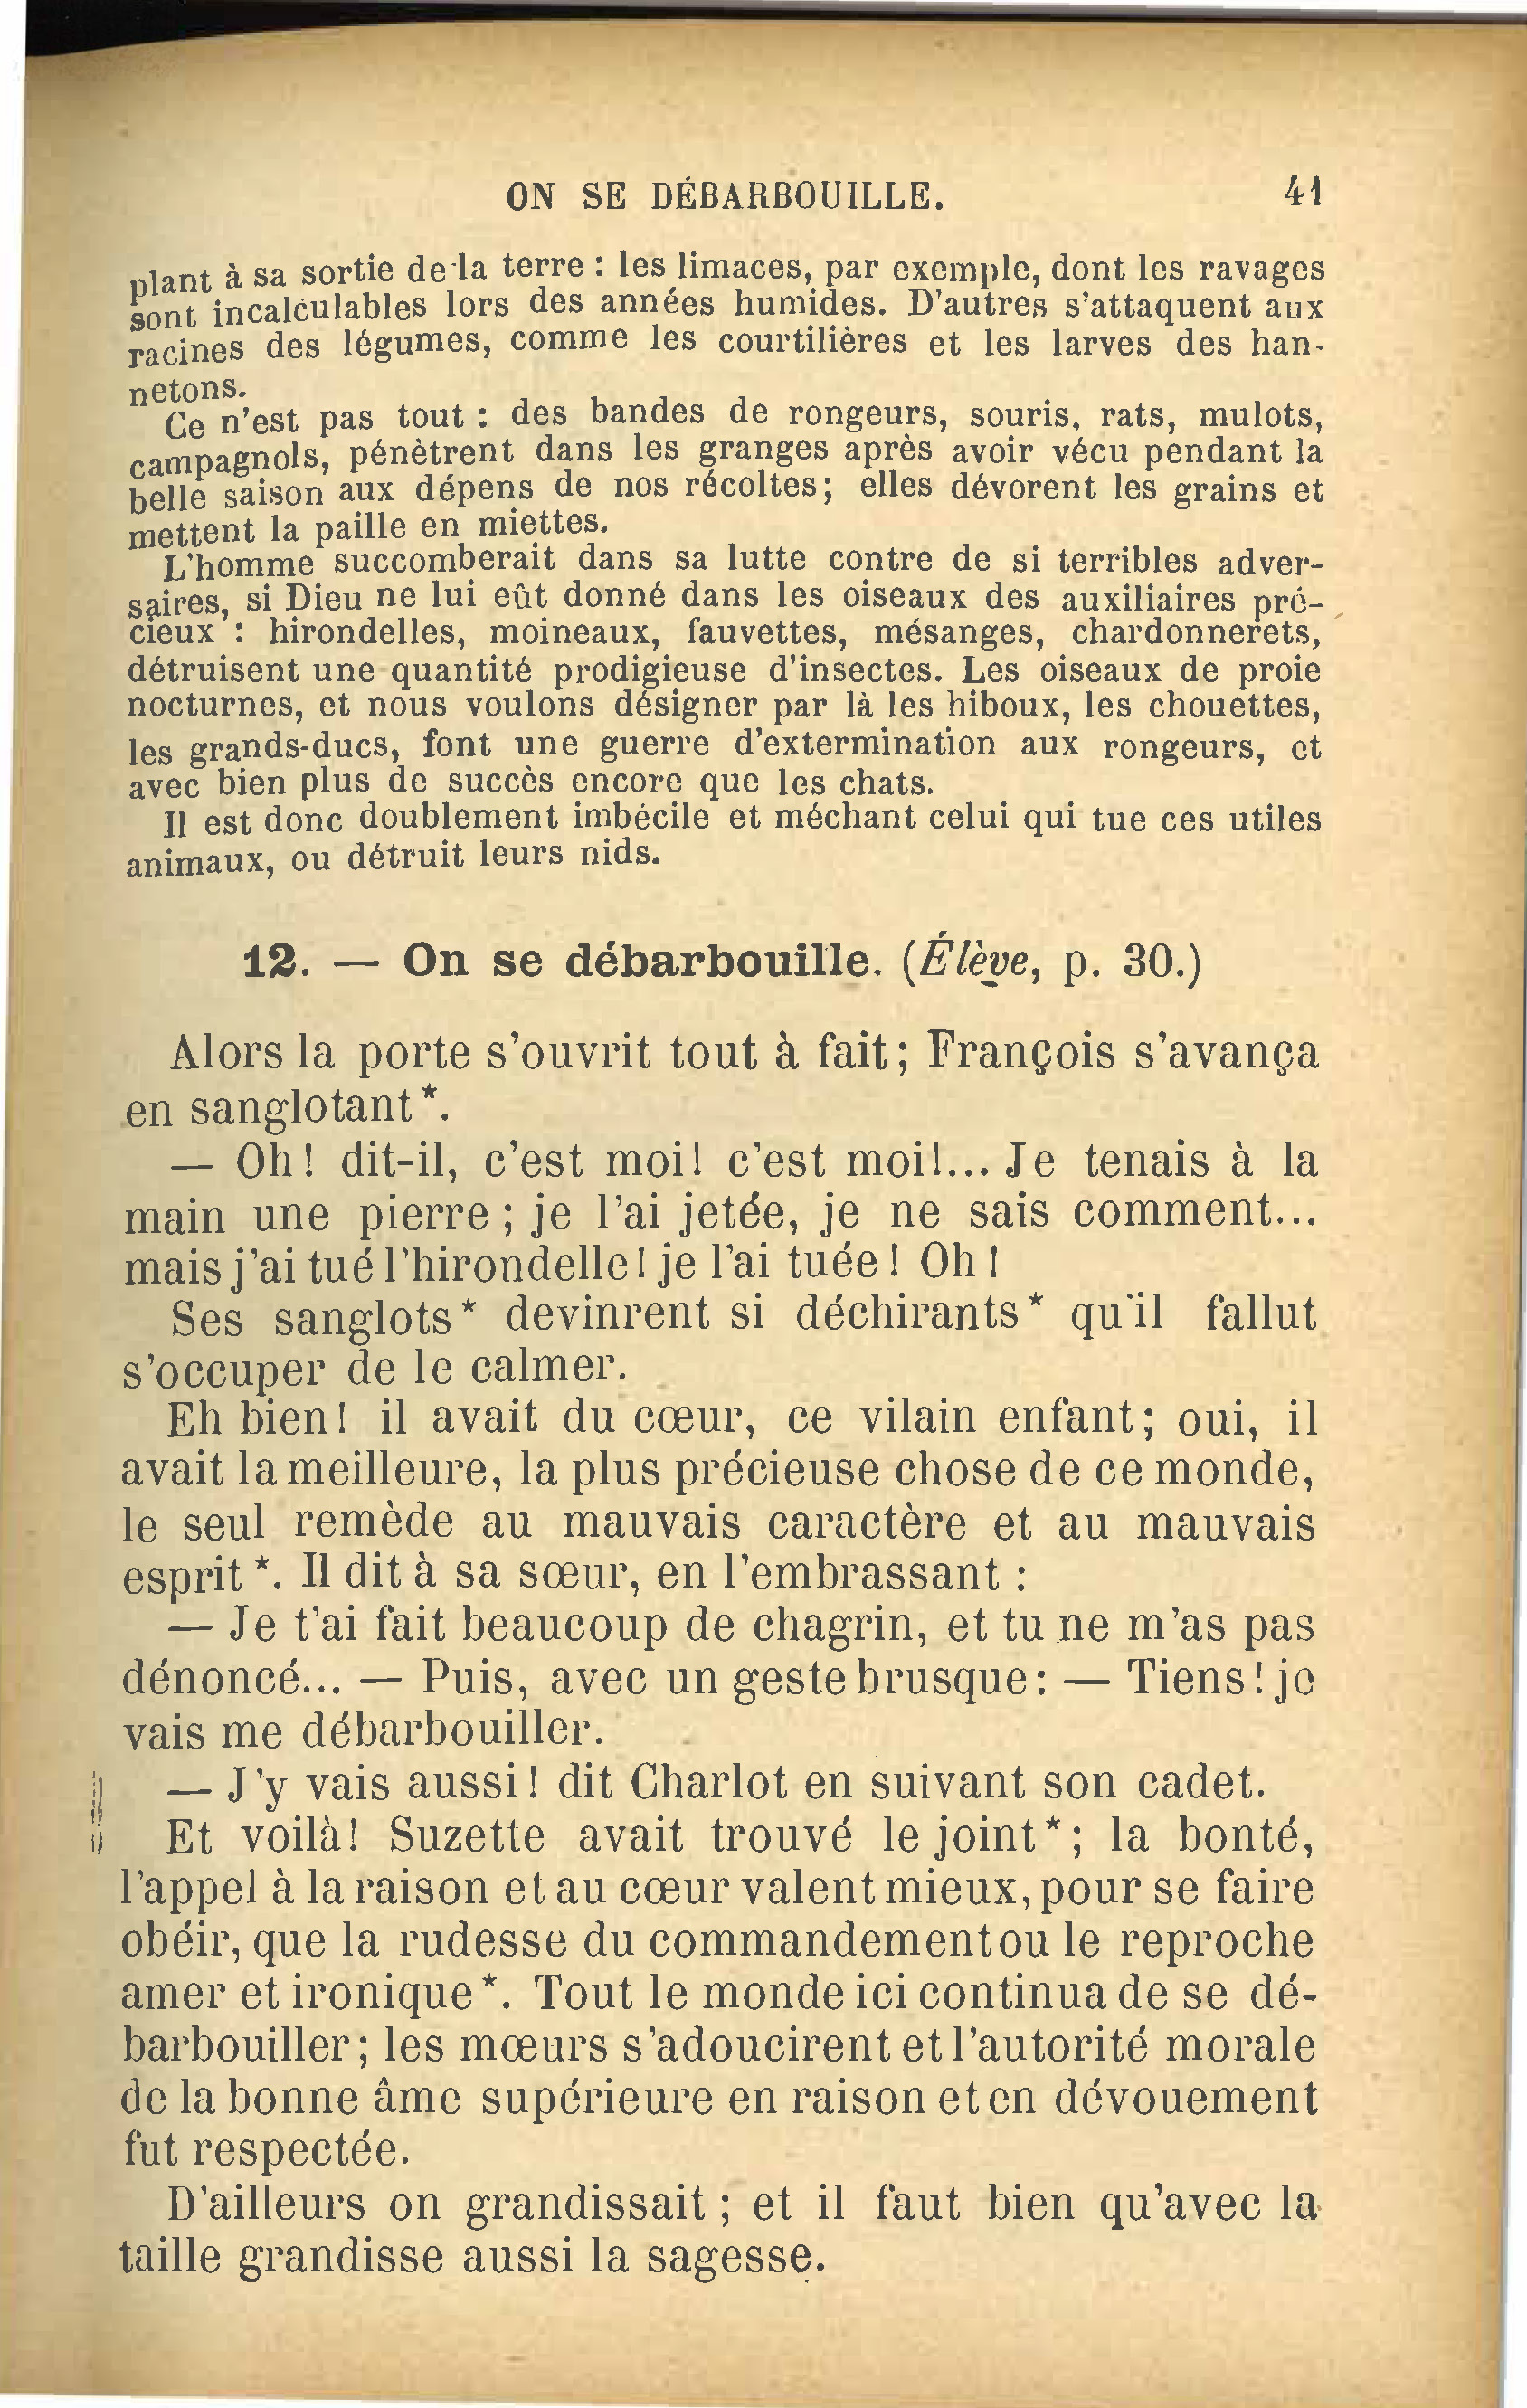 ON SE DÉBARBOUILLE. 41
plant à sa sortie de la terre : les limaces, par exemple, dont les ravages
sont incalculables lors des années humides. D'autres s'attaquent aux
racines des légumes, comme les courtilières et les larves des han-
netons.
Ce n'est pas tout : des bandes de rongeurs, souris, rats, mulots,
campagnols, pénètrent dans les granges après avoir vécu pendant la
belle saison aux dépens de nos récoltes; elles dévorent les grains et
mettent la paille en miettes.
L'homme succomberait dans sa lutte contre de si terribles adver-
saires, si Dieu ne lui eût donné dans les oiseaux des auxiliaires pré-
cieux : hirondelles, moineaux, fauvettes, mésanges, chardonnerets,
détruisent une quantité prodigieuse d'insectes. Les oiseaux de proie
nocturnes, et nous voulons désigner par là les hiboux, les chouettes,
les grands-ducs, font une guerre d'extermination aux rongeurs, et
avec bien plus de succès encore que les chats.
Il est donc doublement imbécile et méchant celui qui tue ces utiles
animaux, ou détruit leurs nids.
12. — On se débarbouille. (Élève, p. 30.)
Alors la porte s'ouvrit tout à fait ; François s'avança
en sanglotant*.
— Oh! dit-il, c'est moi! c'est moi!... Je tenais à la
main une pierre ; je l'ai jetée, je ne sais comment...
mais j'ai tué l'hirondelle! je l'ai tuée ! Oh !
Ses sanglots* devinrent si déchirants* qu'il fallut
s'occuper de le calmer.
Eh bien! il avait du cœur, ce vilain enfant; oui, il
avait la meilleure, la plus précieuse chose de ce monde,
le seul remède au mauvais caractère et au mauvais
esprit*. Il dit à sa sœur, en l'embrassant :
— Je t'ai fait beaucoup de chagrin, et tu ne m'as pas
dénoncé... — Puis, avec un geste brusque: — Tiens! je
vais me débarbouiller.
— J'y vais aussi! dit Charlot en suivant son cadet.
Et voilà! Suzette avait trouvé le joint*; la bonté,
l'appel à la raison et au cœur valent mieux, pour se faire
obéir, que la rudesse du commandement ou le reproche
amer et ironique*. Tout le monde ici continua de se dé-
barbouiller; les mœurs s'adoucirent et l'autorité morale
de la bonne âme supérieure en raison et en dévouement
fut respectée.
D'ailleurs on grandissait ; et il faut bien qu'avec la
taille grandisse aussi la sagesse.